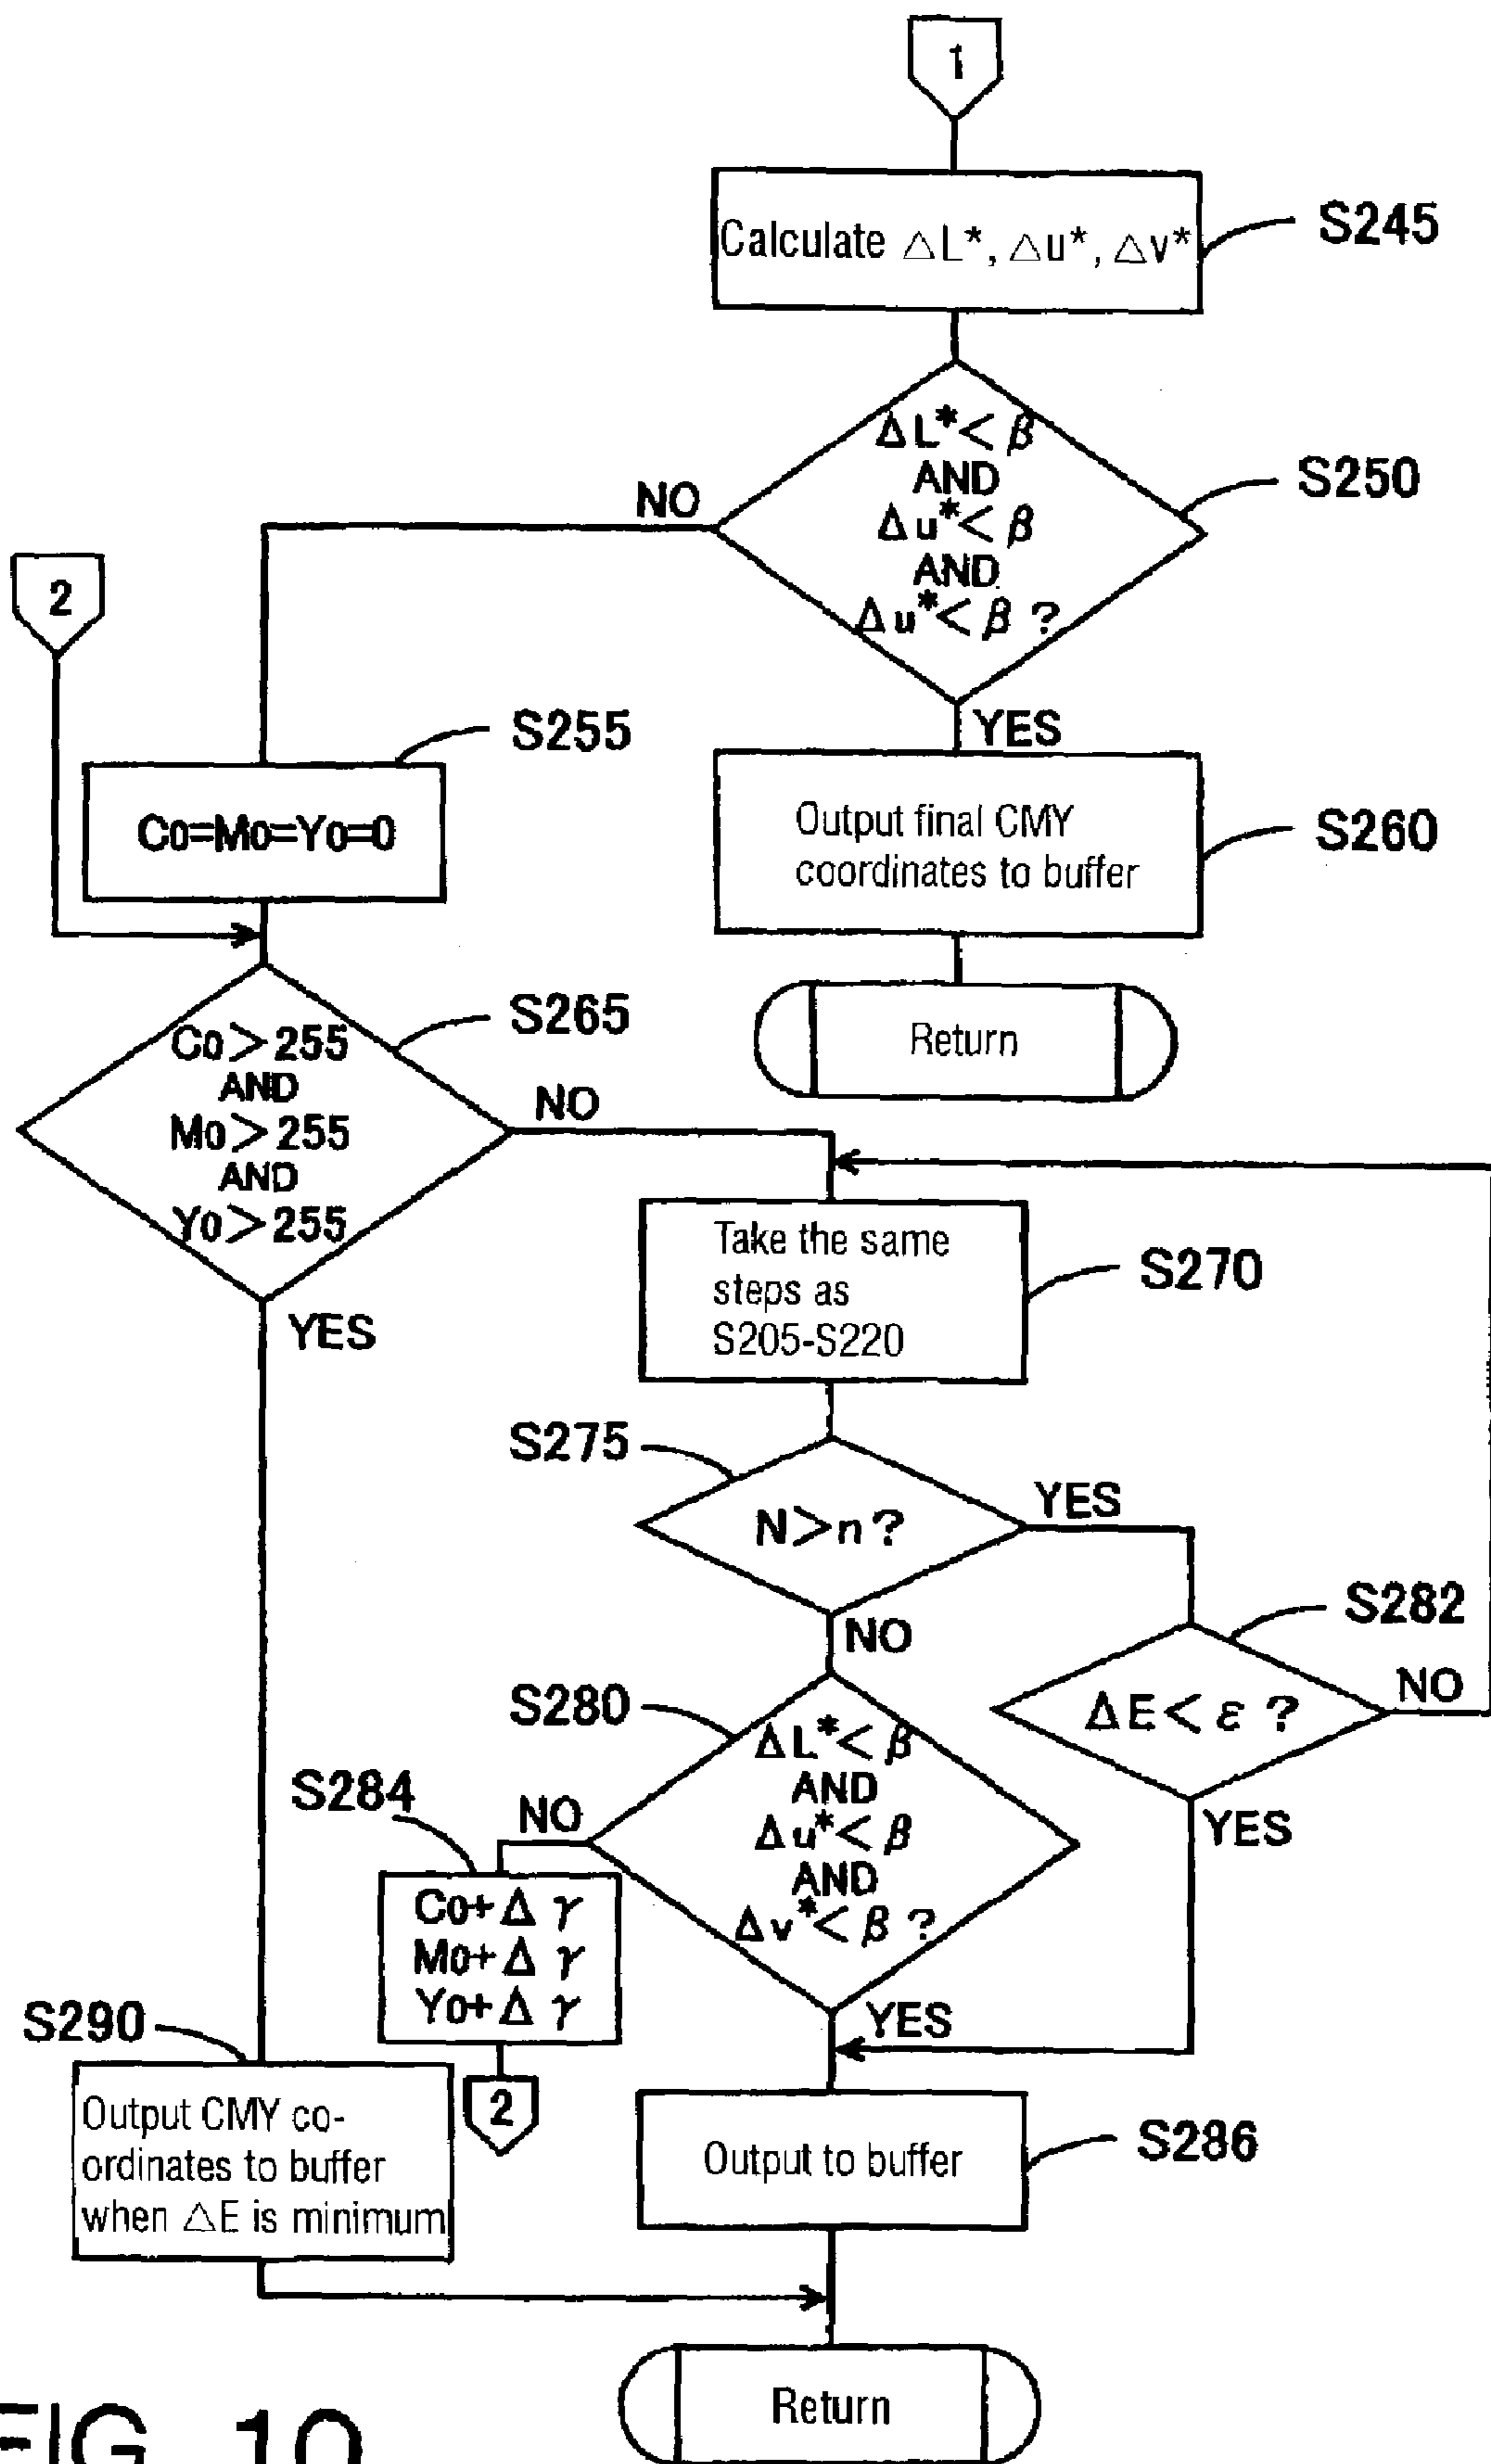 1
Calculate △L*, △u*, △v*
S245
ΔL*< β
AND
Δu*< β
AND
Δu*< β ?
S250
NO
2
YES
S255
Co=Mo=Yo=0
Output final CMY
coordinates to buffer
S260
Return
S265
Co>255
AND
Mo>255
AND
Yo>255
NO
YES
Take the same
steps as
S205-S220
S270
S275
N>n?
YES
NO
S282
ΔE< ε ?
NO
YES
S280
ΔL*< β
AND
Δu*< β
AND
Δv*< β ?
S284
NO
Co+Δ γ
Mo+Δ γ
Yo+Δ γ
2
YES
S290
Output CMY co-
ordinates to buffer
when △E is minimum
Output to buffer
S286
Return
FIG. 10